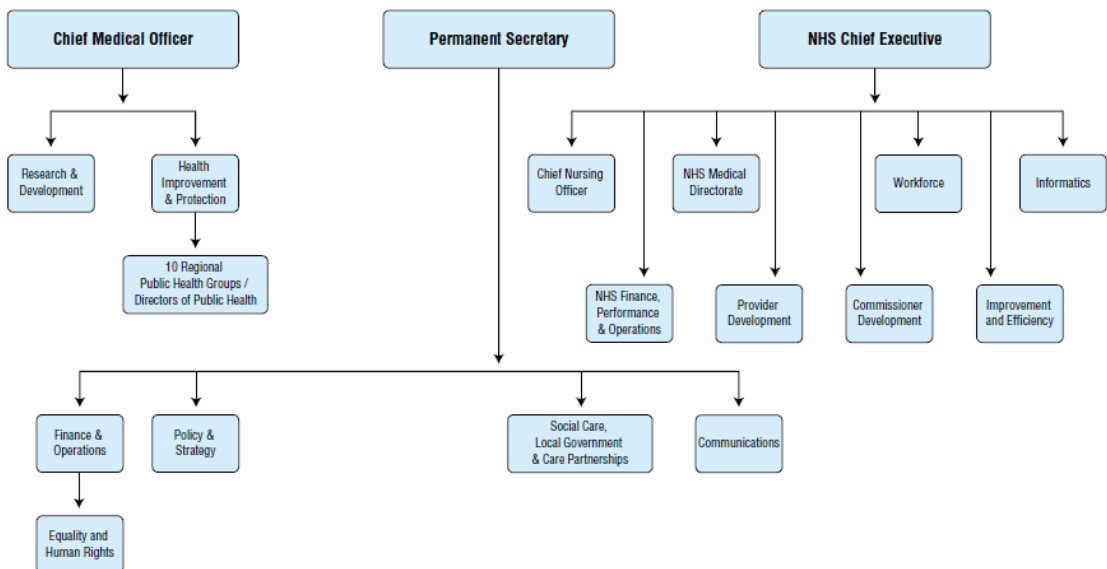 Chief Medical Officer
Permanent Secretary
NHS Chief Executive
Research &
Development
Health
Improvement
& Protection
Chief Nursing
Officer
NHS Medical
Directorate
Workforce
Informatics
10 Regional
Public Health Groups /
Directors of Public Health
NHS Finance,
Performance
& Operations
Provider
Development
Commissioner
Development
Improvement
and Efficiency
Finance &
Operations
Policy &
Strategy
Social Care,
Local Government
& Care Partnerships
Communications
Equality and
Human Rights